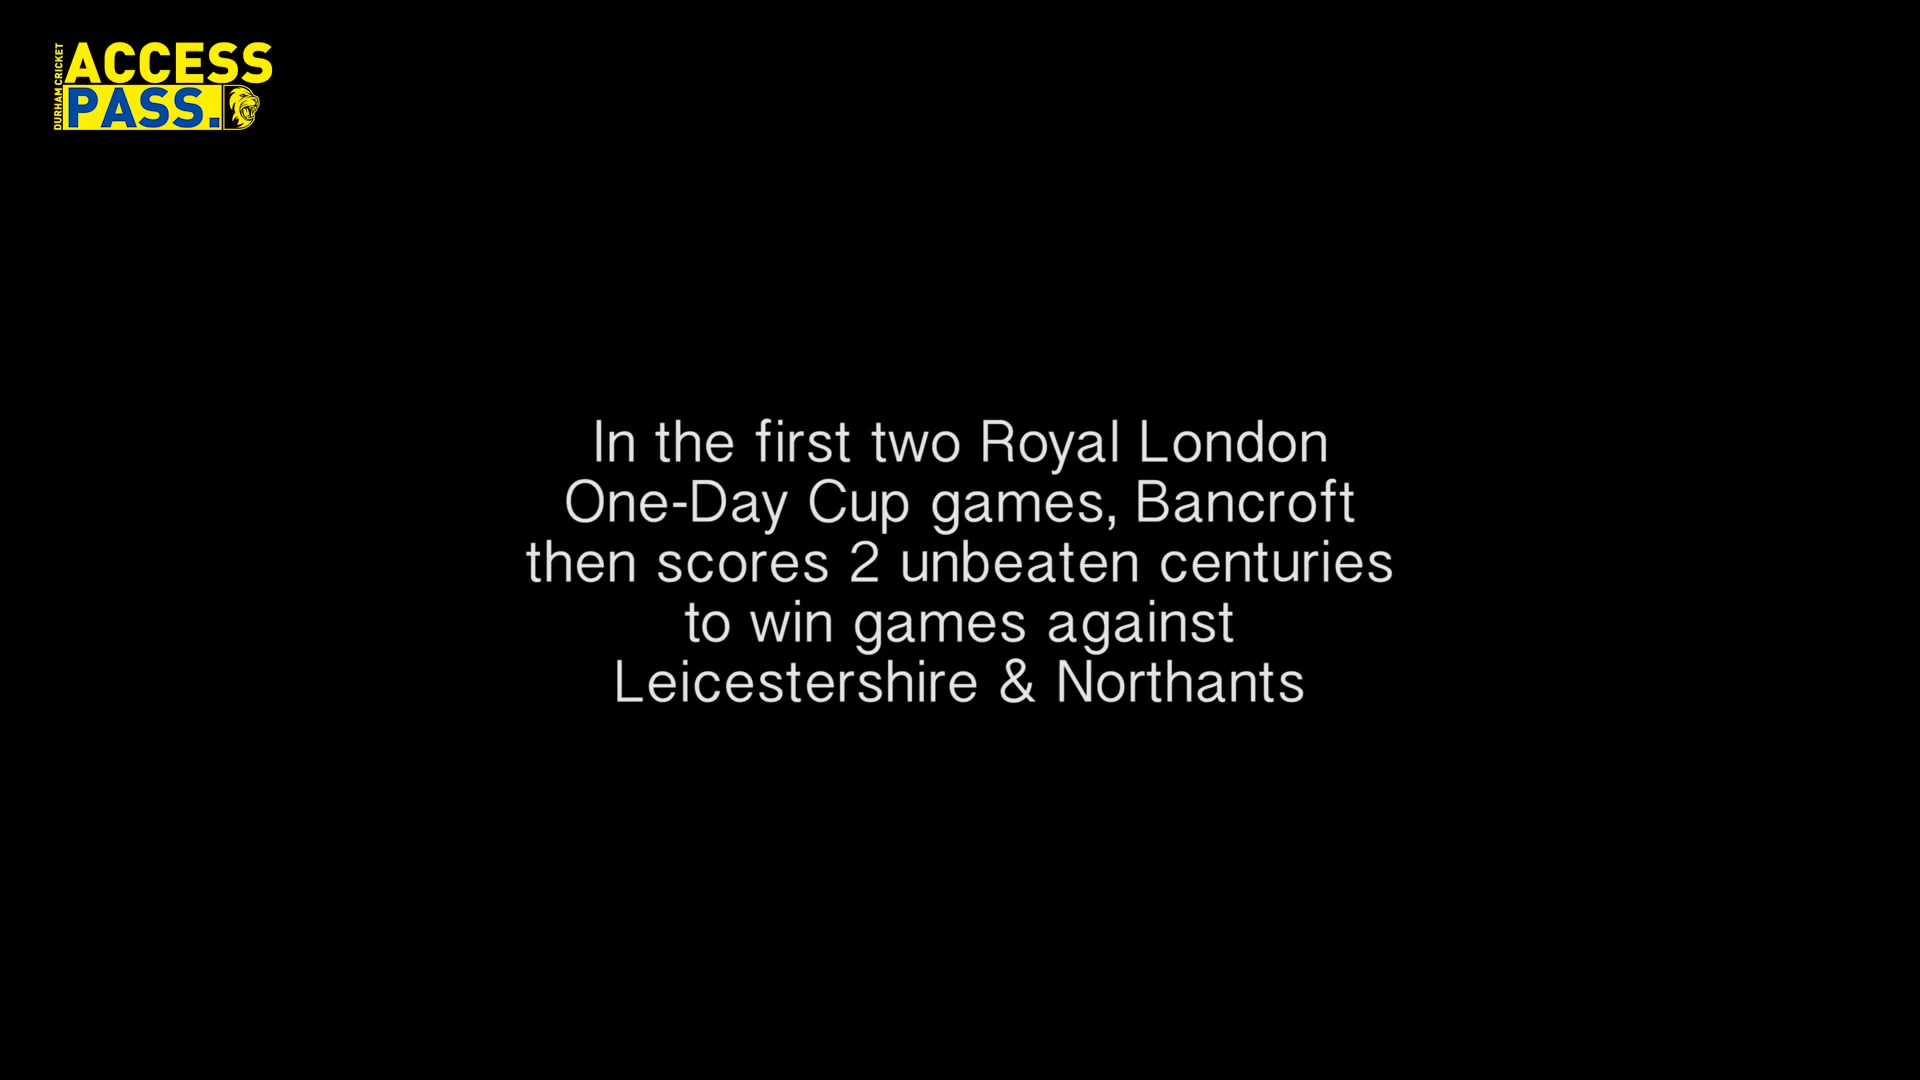 DURHAM CRICKET
ACCESS
PASS.
In the first two Royal London
One-Day Cup games, Bancroft
then scores 2 unbeaten centuries
to win games against
Leicestershire & Northants